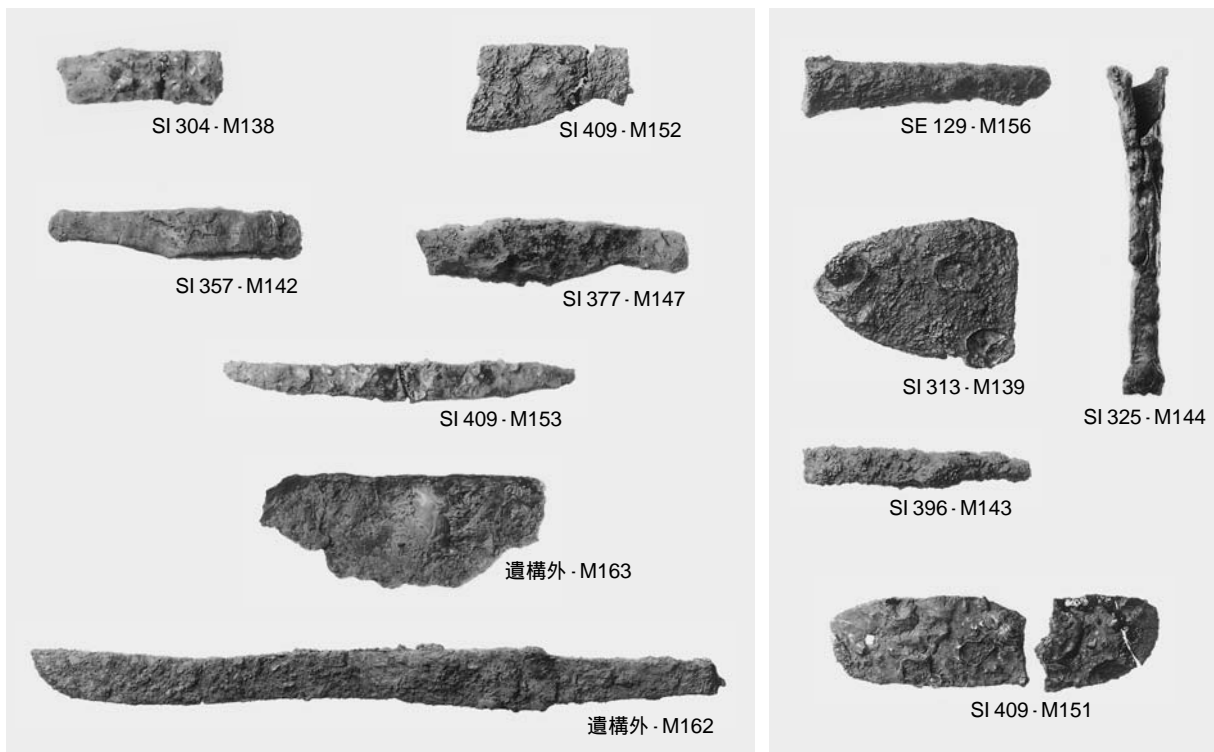 SI 304 - M138
SI 409 - M152
SI 357 - M142
SI 377 - M147
SI 409 - M153
遺構外 - M163
遺構外 - M162
SE 129 - M156
SI 313 - M139
SI 325 - M144
SI 396 - M143
SI 409 - M151